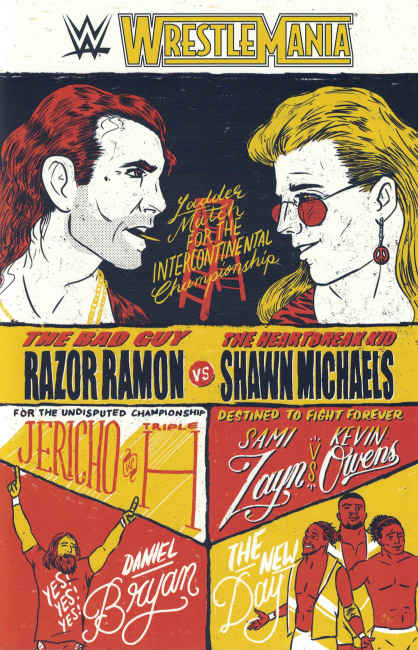 W
WRESTLEMANIA®
Ladder
Match
FOR THE
INTERCONTINENTAL
Championship
THE BAD GUY
RAZOR RAMON
VS.
THE HEARTBREAK KID
SHAWN MICHAELS
FOR THE UNDISPUTED CHAMPIONSHIP
JERICHO vs TRIPLE H
DESTINED TO FIGHT FOREVER
SAMI Zayn
VS
KEVIN Owens
YES!
YES!
YES!
DANIEL
Bryan
THE NEW
Day